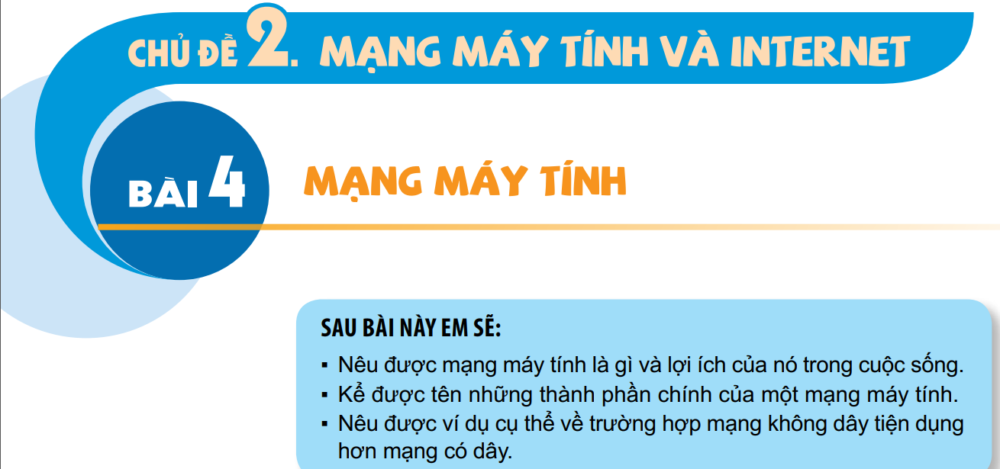 CHỦ ĐỀ 2. MẠNG MÁY TÍNH VÀ INTERNET
BÀI 4
MẠNG MÁY TÍNH
SAU BÀI NÀY EM SẼ:
▪ Nêu được mạng máy tính là gì và lợi ích của nó trong cuộc sống.
▪ Kể được tên những thành phần chính của một mạng máy tính.
▪ Nêu được ví dụ cụ thể về trường hợp mạng không dây tiện dụng
hơn mạng có dây.